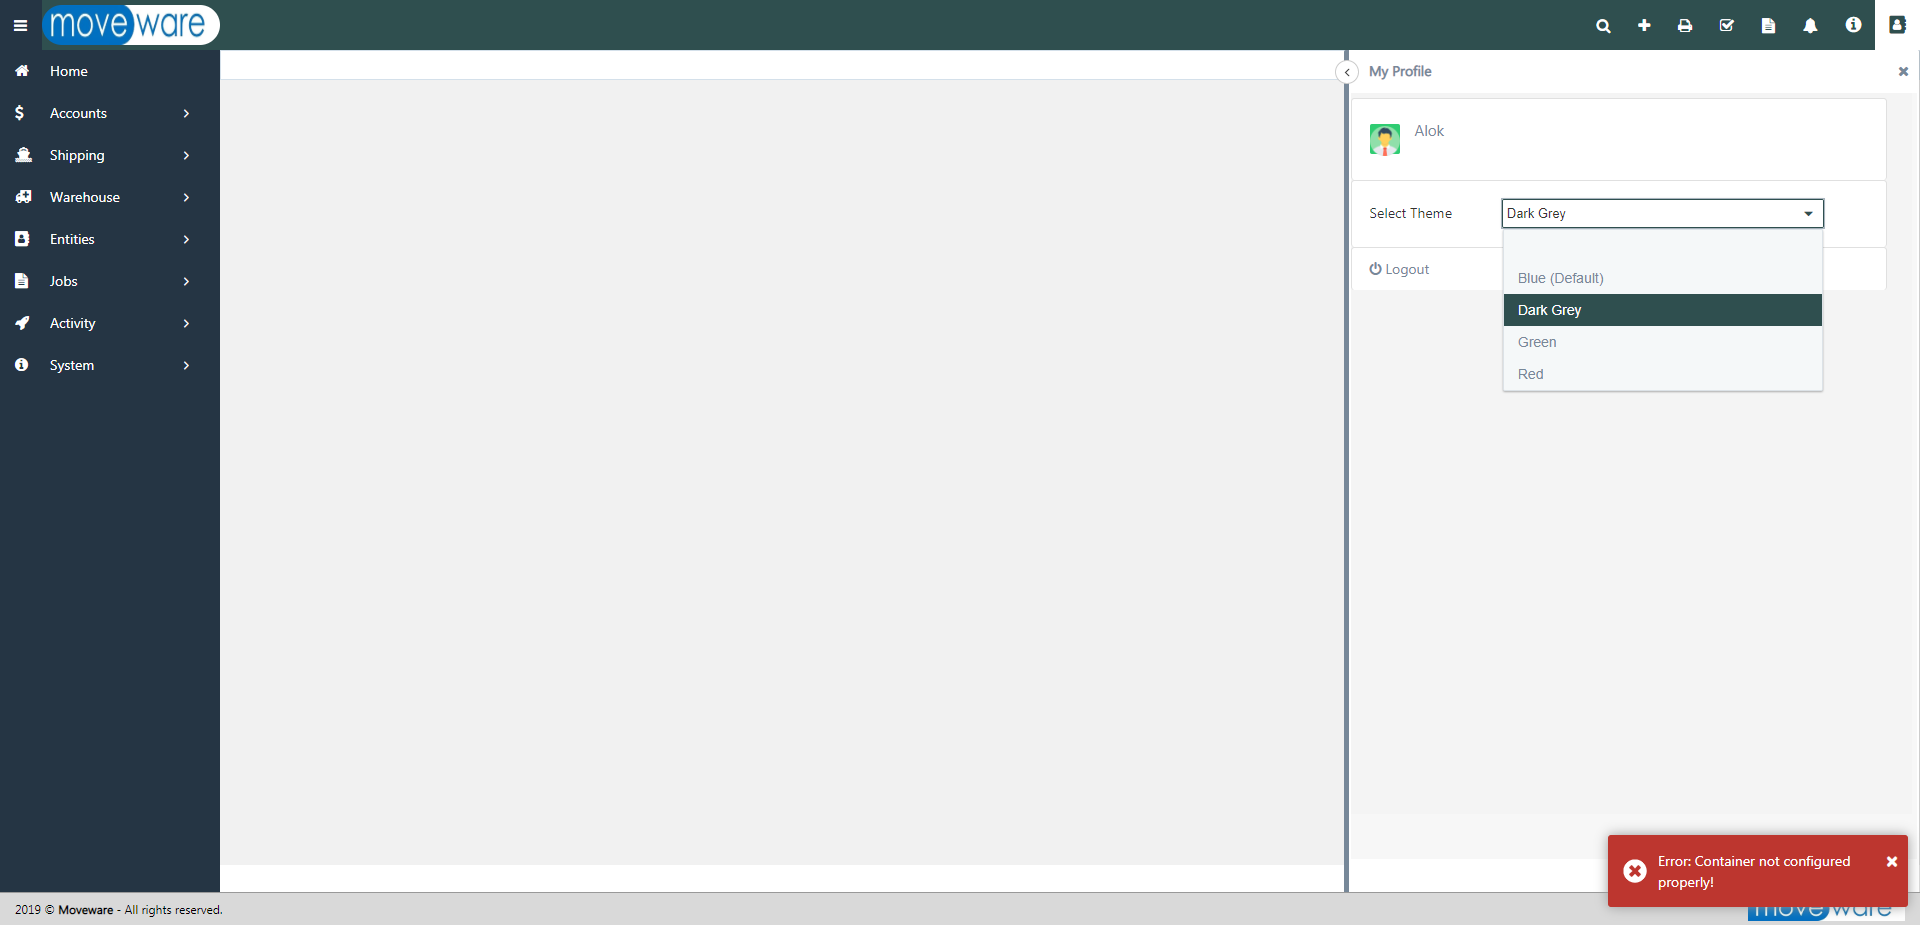 moveware
Home
Accounts
Shipping
Warehouse
Entities
Jobs
Activity
System
My Profile
Alok
Select Theme
Dark Grey
Blue (Default)
Dark Grey
Green
Red
Logout
Error: Container not configured
properly!
2019 © Moveware - All rights reserved.
moveware